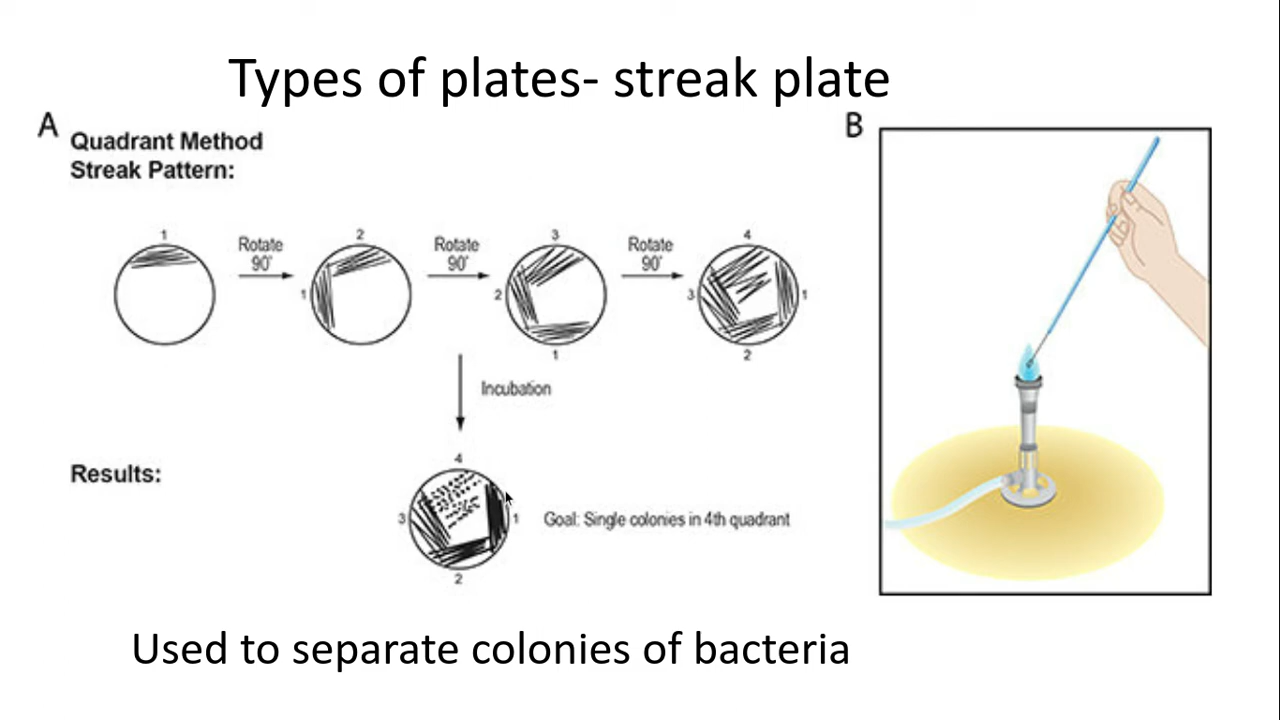 Types of plates- streak plate
A
Quadrant Method
Streak Pattern:
1
Rotate
90°
2
1
Rotate
90°
3
2
1
Rotate
90°
4
3
1
2
Incubation
Results:
4
3
1
2
Goal: Single colonies in 4th quadrant
B
Used to separate colonies of bacteria